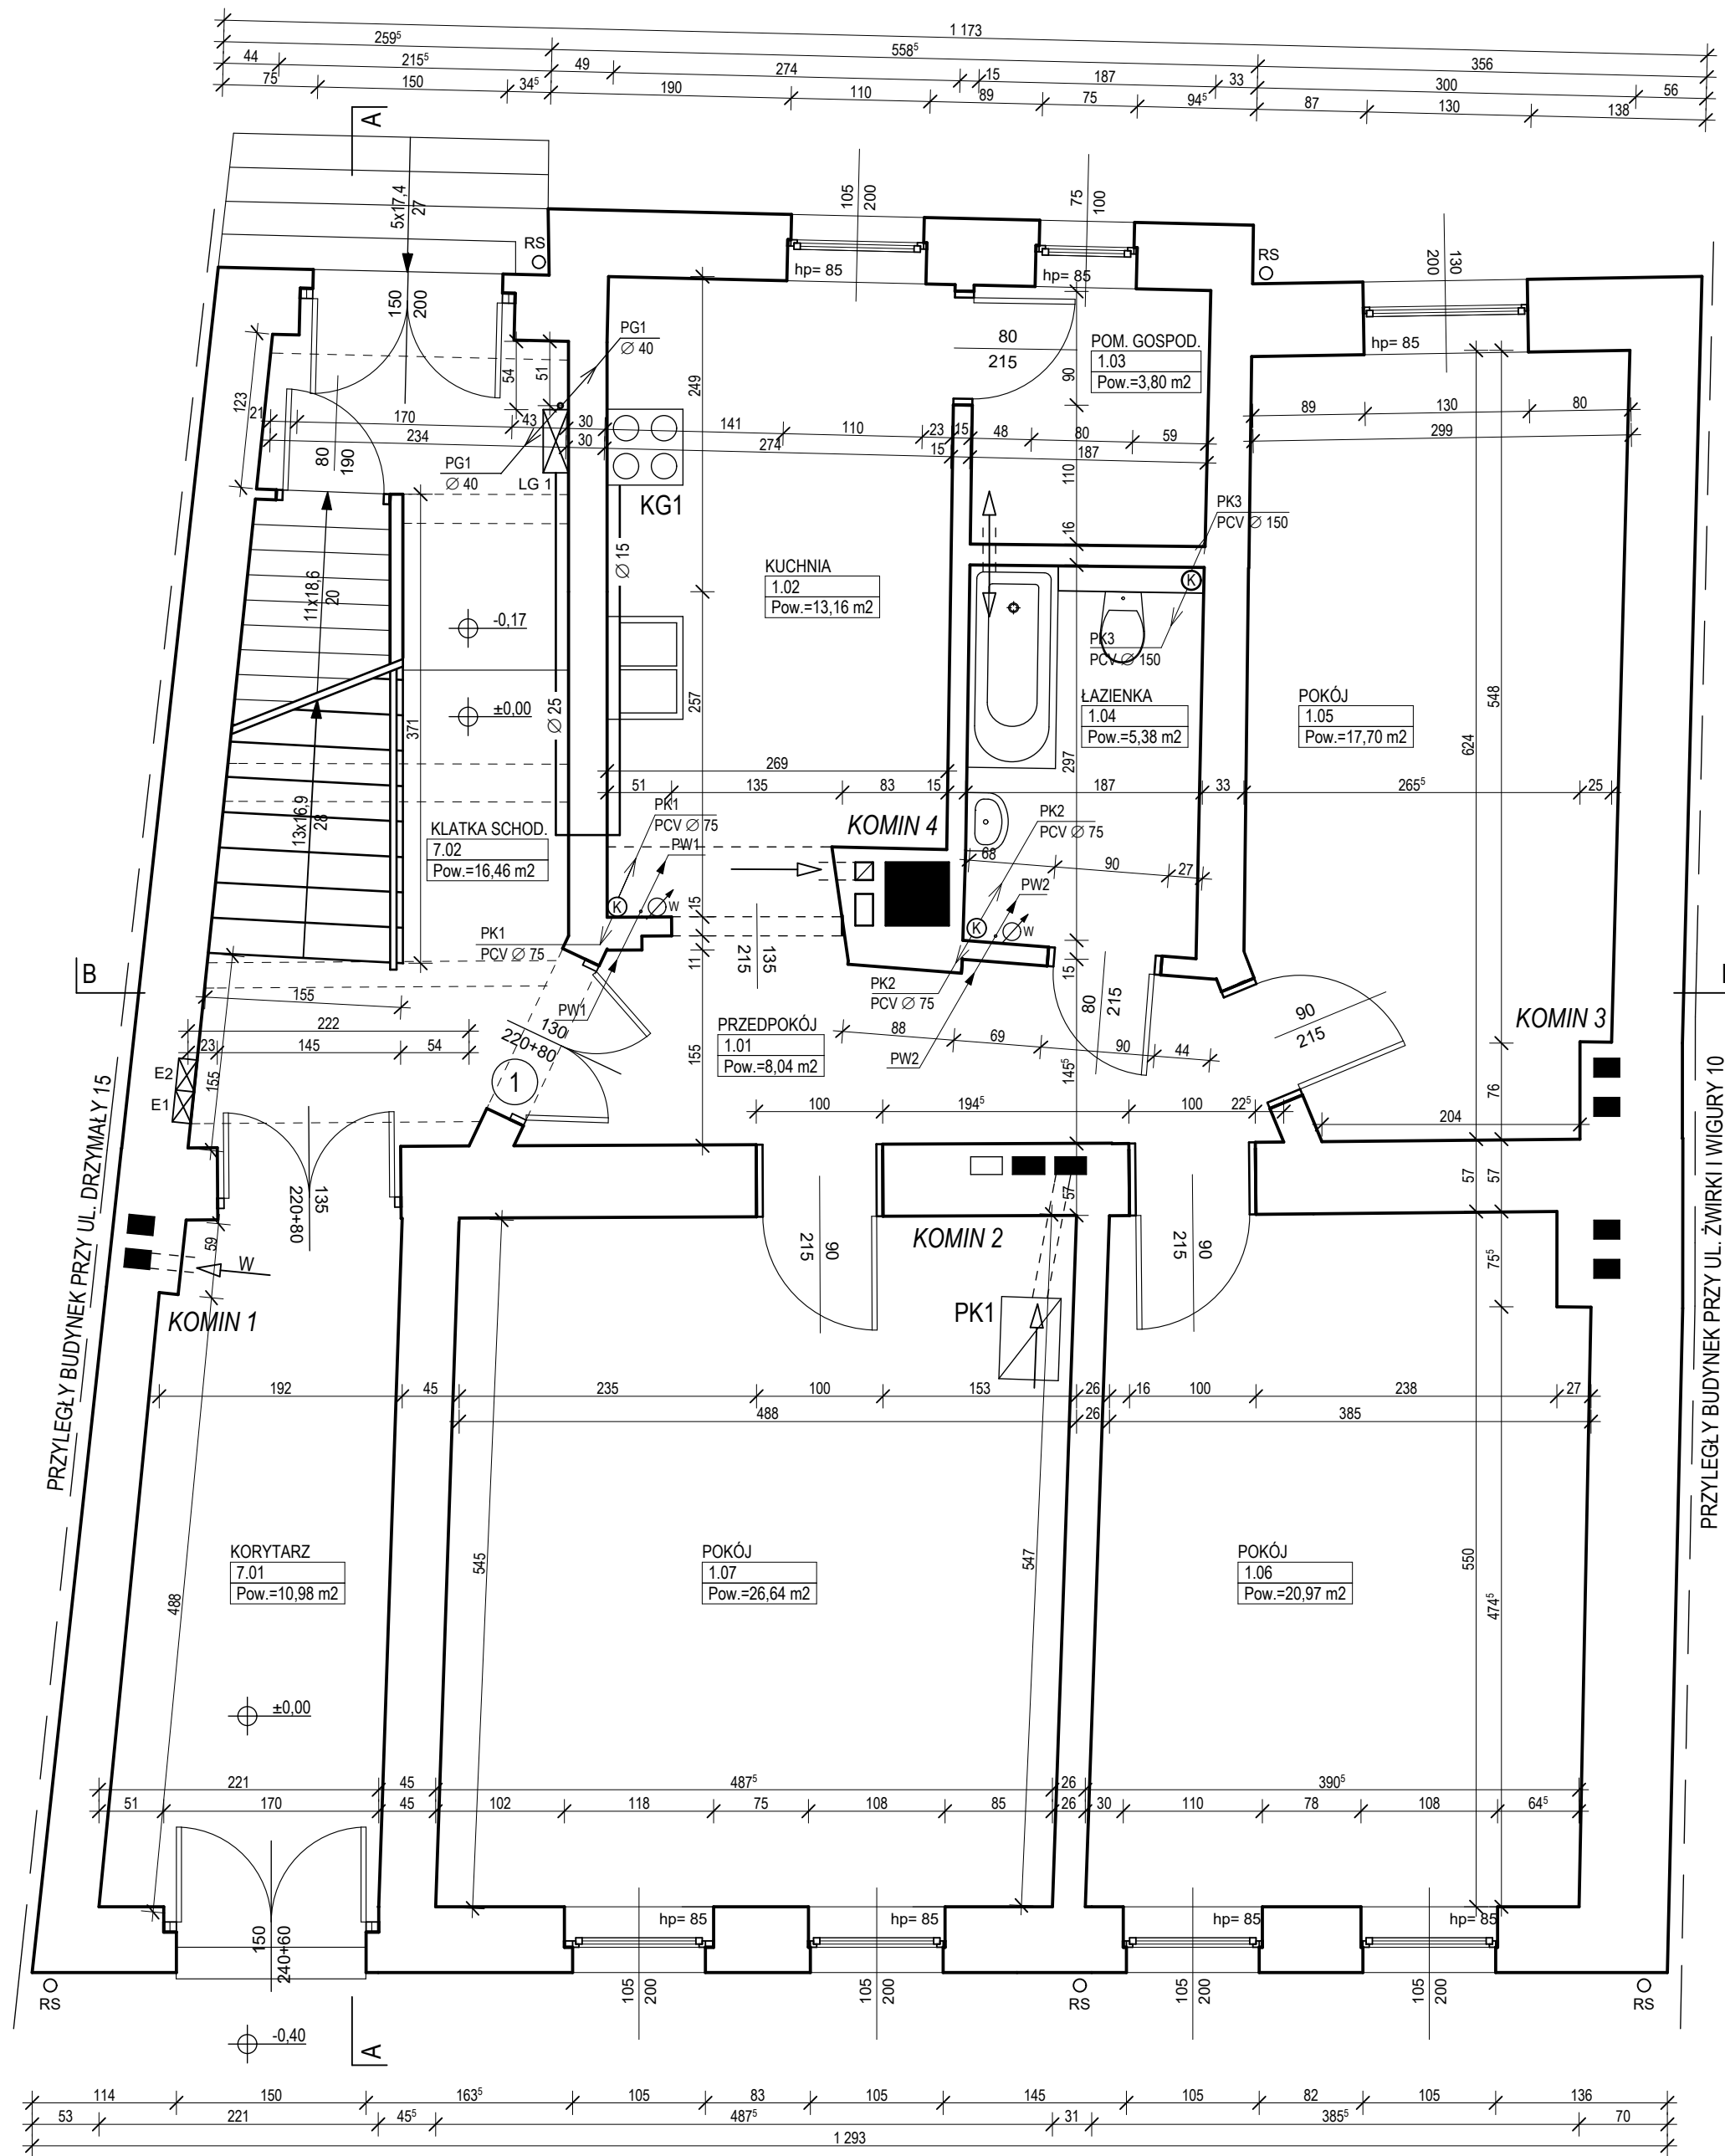 1 173
259⁵ 558⁵ 356
44 215⁵ 49 274 15 187 33 300 56
75 150 34⁵ 190 110 89 75 94⁵ 87 130 138
A
5x17,4
27
RS
105
200
75
100
RS
130
200
hp= 85
hp= 85
hp= 85
150
200
PG1
Ø 40
80
215
POM. GOSPOD.
1.03
Pow.=3,80 m2
123
54
51
249
90
21 170 43 30 141 110 23 15 48 80 59
89 130 80
234 30 274 15 187
299
80
190
PG1
Ø 40
LG 1
KG1
110
16
PK3
PCV Ø 150
Ø 15
KUCHNIA
1.02
Pow.=13,16 m2
11x18,6
20
-0,17
PK3
PCV Ø 150
±0,00
Ø 25
371
257
ŁAZIENKA
1.04
Pow.=5,38 m2
POKÓJ
1.05
Pow.=17,70 m2
548
624
297
269
51 135 83 15 187 33 265⁵ 25
13x16,9
28
PK1
PCV Ø 75
PW1
KOMIN 4
PK2
PCV Ø 75
KLATKA SCHOD.
7.02
Pow.=16,46 m2
68 90 27
PW2
K W
K W
K
15
PK1
PCV Ø 75
11
135
215
PK2
PCV Ø 75
15
80
215
B
155
PW1
130
220+80
PRZEDPOKÓJ
1.01
Pow.=8,04 m2
90
215
KOMIN 3
222
23 145 54
88 69 90 44
PW2
155
145⁵
E2
E1
155
1
100 194⁵ 100 22⁵
204
76
135
220+80
57
57
57
59
W
KOMIN 1
90
215
KOMIN 2
PK1
90
215
75⁵
PRZYLEGŁY BUDYNEK PRZY UL. DRZYMAŁY 15
PRZYLEGŁY BUDYNEK PRZY UL. ŻWIRKI I WIGURY 10
192 45 235 100 153 26 16 100 238 27
488 26 385
KORYTARZ
7.01
Pow.=10,98 m2
POKÓJ
1.07
Pow.=26,64 m2
POKÓJ
1.06
Pow.=20,97 m2
488
545
547
550
474⁵
±0,00
221 45 487⁵ 26 390⁵
51 170 45 102 118 75 108 85 26 30 110 78 108 64⁵
hp= 85
hp= 85
hp= 85
hp= 85
150
240+60
RS
105
200
105
200
RS
105
200
105
200
RS
-0,40
A
114 150 163⁵ 105 83 105 145 105 82 105 136
53 221 45⁵ 487⁵ 31 385⁵ 70
1 293